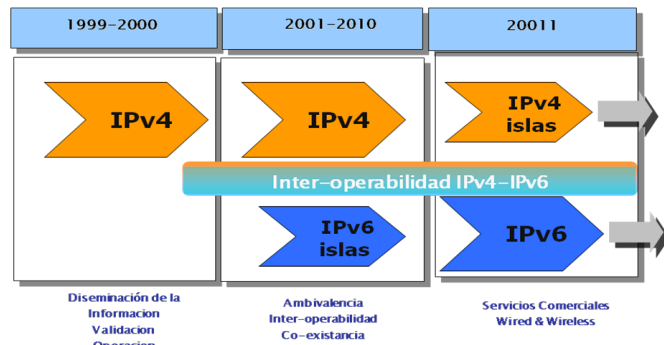 1999-2000
2001-2010
20011
IPv4
IPv4
IPv4
islas
Inter-operabilidad IPv4-IPv6
IPv6
islas
IPv6
Diseminación de la
Informacion
Validacion
Operacion
Ambivalencia
Inter-operabilidad
Co-existancia
Servicios Comerciales
Wired & Wireless